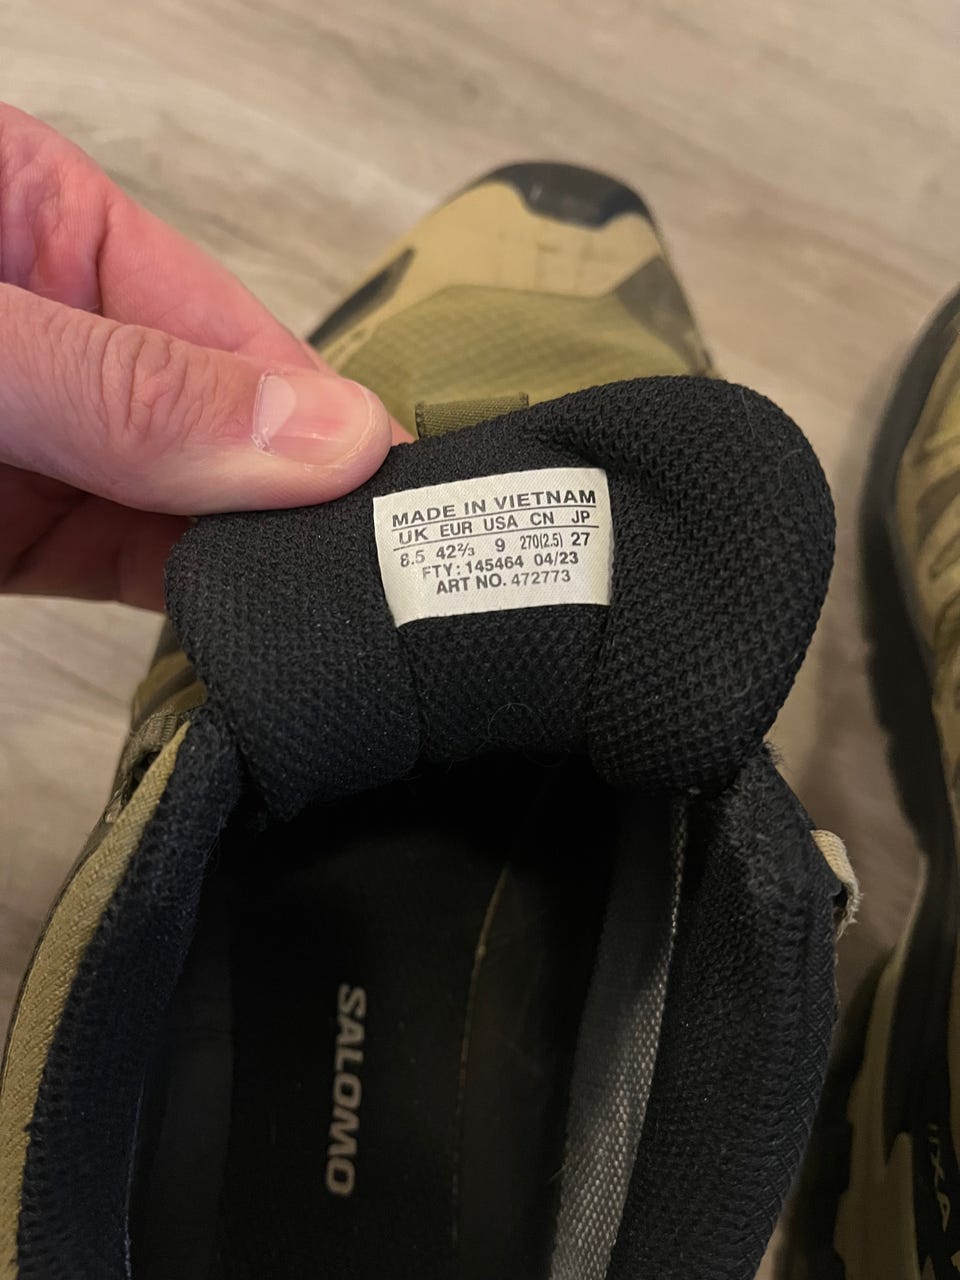 MADE IN VIETNAM
UK EUR USA CN JP
8.5 42⅔ 9 270(2.5) 27
FTY: 145464 04/23
ART NO. 472773
SALOMO